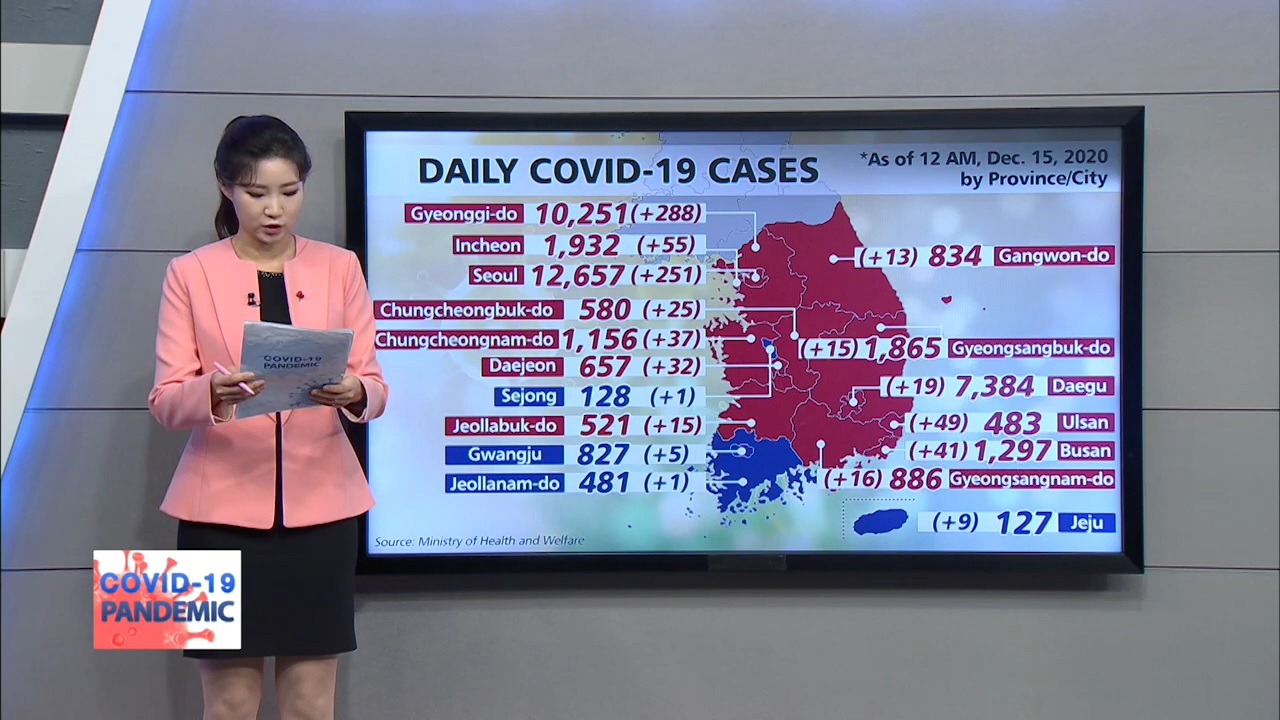 DAILY COVID-19 CASES
*As of 12 AM, Dec. 15, 2020
by Province/City
Gyeonggi-do 10,251 (+288)
Incheon 1,932 (+55)
Seoul 12,657 (+251)
Chungcheongbuk-do 580 (+25)
Chungcheongnam-do 1,156 (+37)
Daejeon 657 (+32)
Sejong 128 (+1)
Jeollabuk-do 521 (+15)
Gwangju 827 (+5)
Jeollanam-do 481 (+1)
(+13) 834 Gangwon-do
(+15) 1,865 Gyeongsangbuk-do
(+19) 7,384 Daegu
(+49) 483 Ulsan
(+41) 1,297 Busan
(+16) 886 Gyeongsangnam-do
(+9) 127 Jeju
Source: Ministry of Health and Welfare
COVID-19
PANDEMIC
COVID-19
PANDEMIC